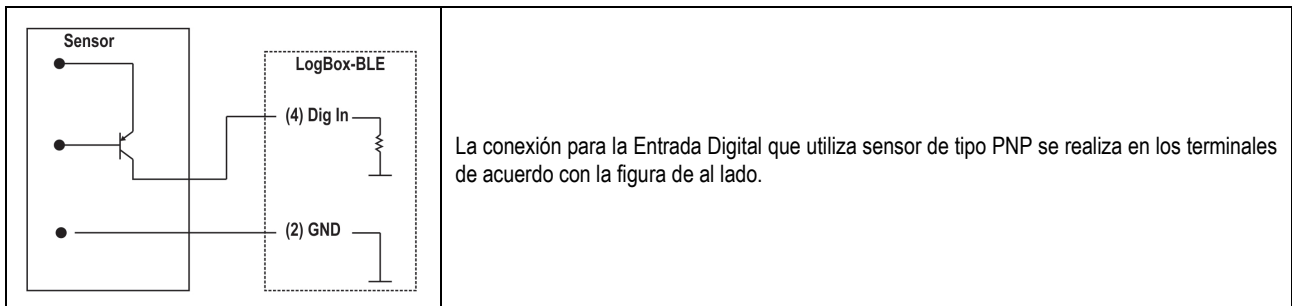 Sensor
LogBox-BLE
(4) Dig In
(2) GND
La conexión para la Entrada Digital que utiliza sensor de tipo PNP se realiza en los terminales
de acuerdo con la figura de al lado.